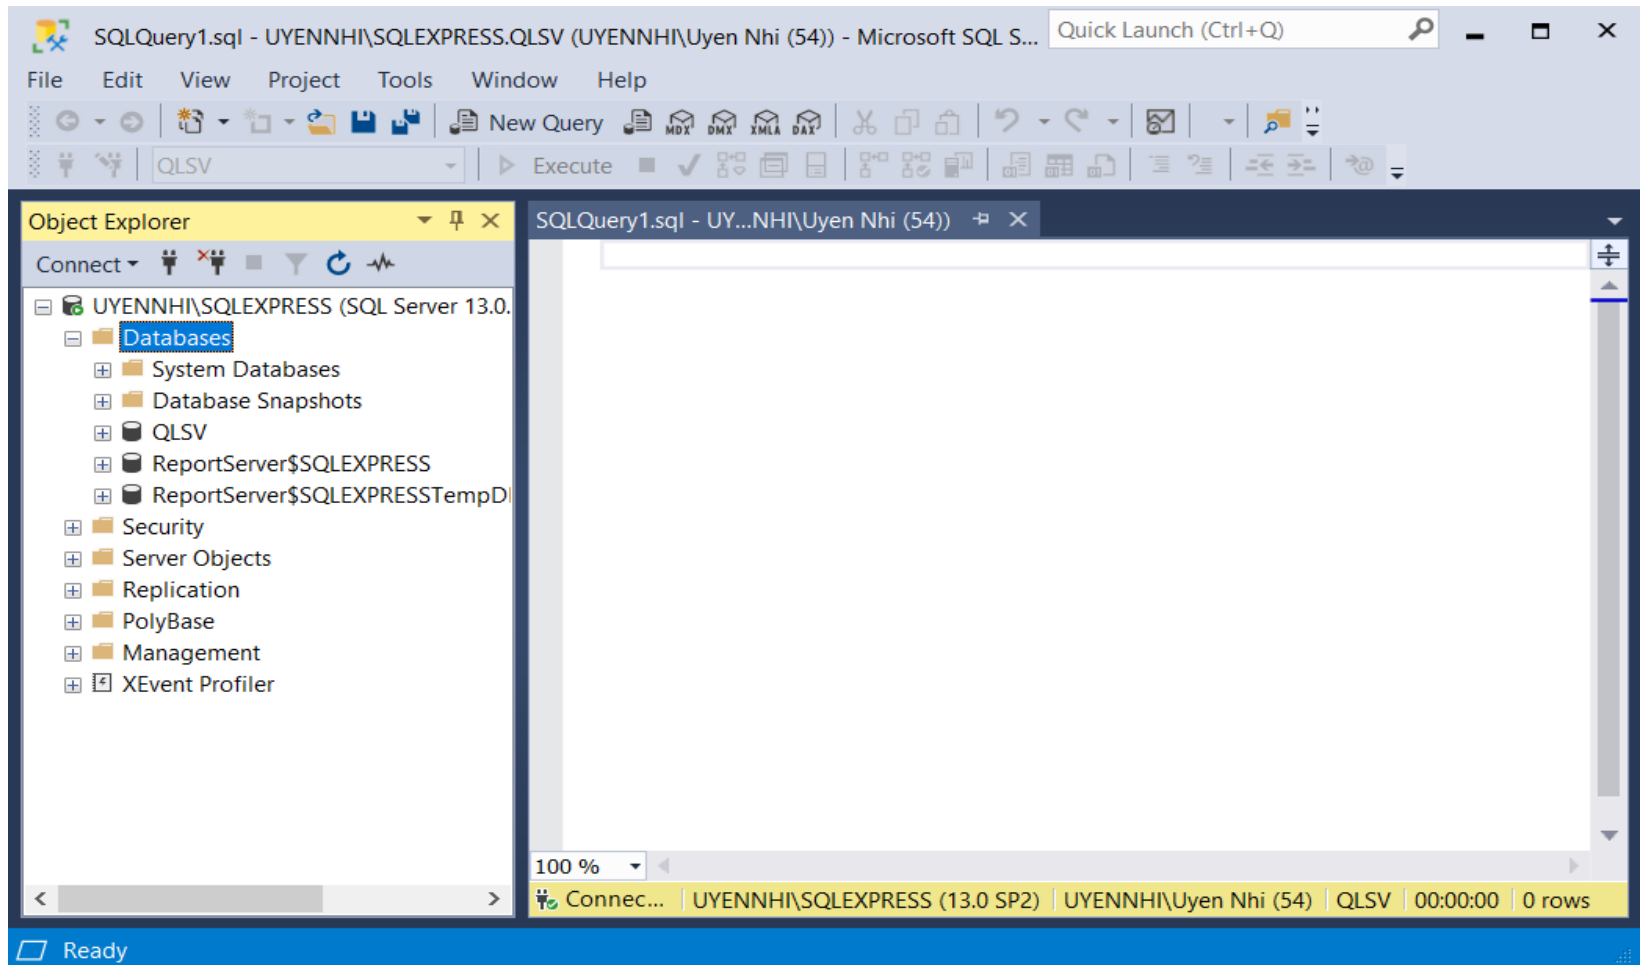 SQLQuery1.sql - UYENNHI\SQLEXPRESS.QLSV (UYENNHI\Uyen Nhi (54)) - Microsoft SQL S... Quick Launch (Ctrl+Q)
File Edit View Project Tools Window Help
New Query MDX DMX XMLA DAX
QLSV Execute
Object Explorer
SQLQuery1.sql - UY...NHI\Uyen Nhi (54))
Connect
UYENNHI\SQLEXPRESS (SQL Server 13.0.
Databases
System Databases
Database Snapshots
QLSV
ReportServer$SQLEXPRESS
ReportServer$SQLEXPRESSTempD
Security
Server Objects
Replication
PolyBase
Management
XEvent Profiler
100 %
Connec... UYENNHI\SQLEXPRESS (13.0 SP2) UYENNHI\Uyen Nhi (54) QLSV 00:00:00 0 rows
Ready